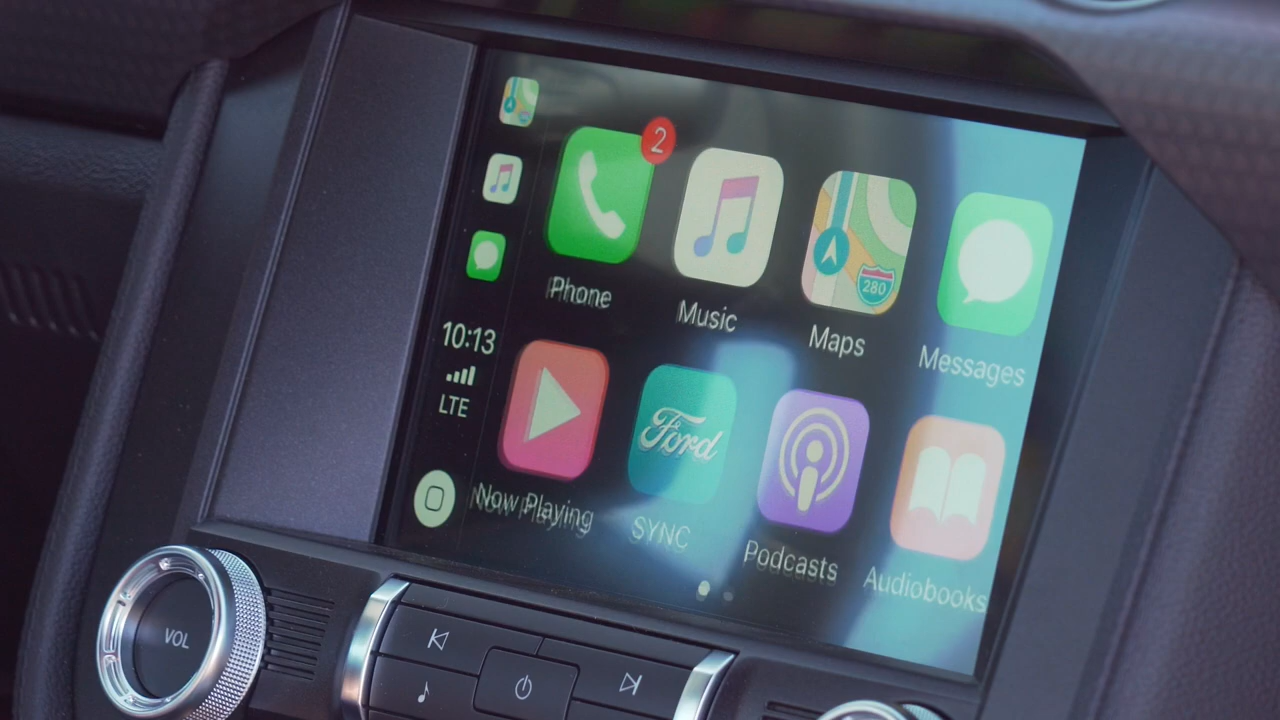 2
Phone
Music
280
Maps
Messages
10:13
LTE
Now Playing
Ford
SYNC
Podcasts
Audiobooks
VOL